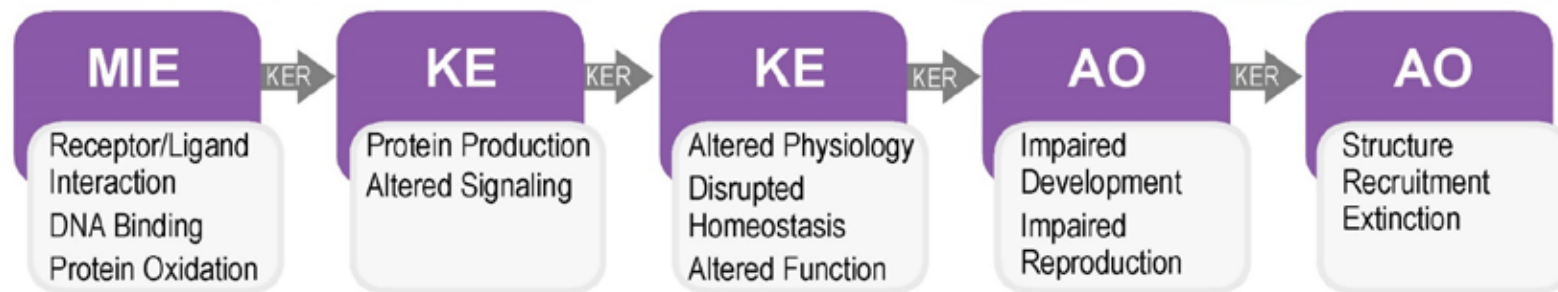 MIE
KER
KE
KER
KE
KER
AO
KER
AO
Receptor/Ligand
Interaction
DNA Binding
Protein Oxidation
Protein Production
Altered Signaling
Altered Physiology
Disrupted
Homeostasis
Altered Function
Impaired
Development
Impaired
Reproduction
Structure
Recruitment
Extinction